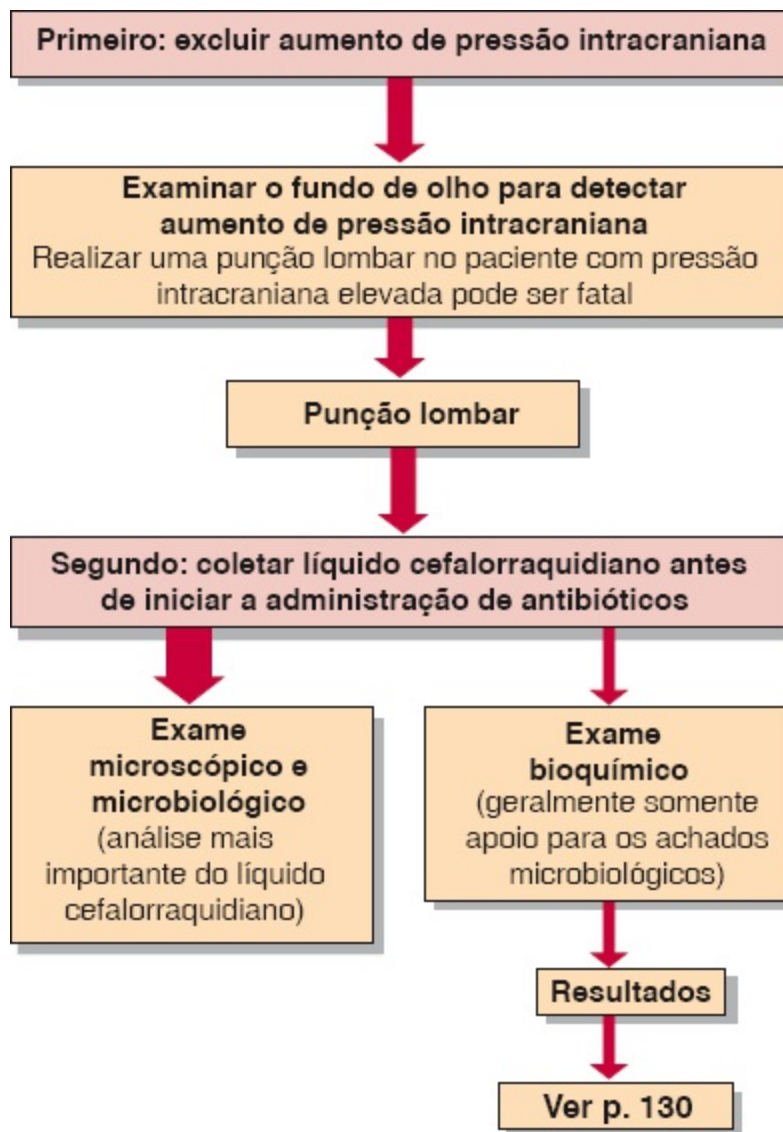 Primeiro: excluir aumento de pressão intracraniana
Examinar o fundo de olho para detectar
aumento de pressão intracraniana
Realizar uma punção lombar no paciente com pressão
intracraniana elevada pode ser fatal
Punção lombar
Segundo: coletar líquido cefalorraquidiano antes
de iniciar a administração de antibióticos
Exame
microscópico e
microbiológico
(análise mais
importante do líquido
cefalorraquidiano)
Exame
bioquímico
(geralmente somente
apoio para os achados
microbiológicos)
Resultados
Ver p. 130